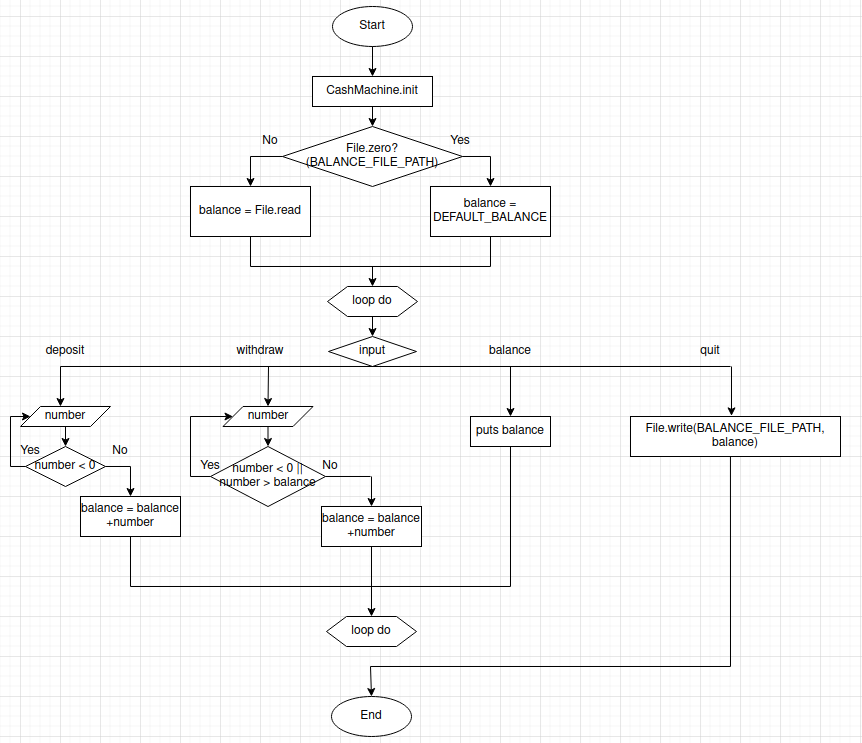 Start
CashMachine.init
No
Yes
File.zero?
(BALANCE_FILE_PATH)
balance = File.read
balance =
DEFAULT_BALANCE
loop do
deposit
withdraw
input
balance
quit
number
number
puts balance
File.write(BALANCE_FILE_PATH,
balance)
Yes
No
number < 0
Yes
No
number < 0 ||
number > balance
balance = balance
+number
balance = balance
+number
loop do
End